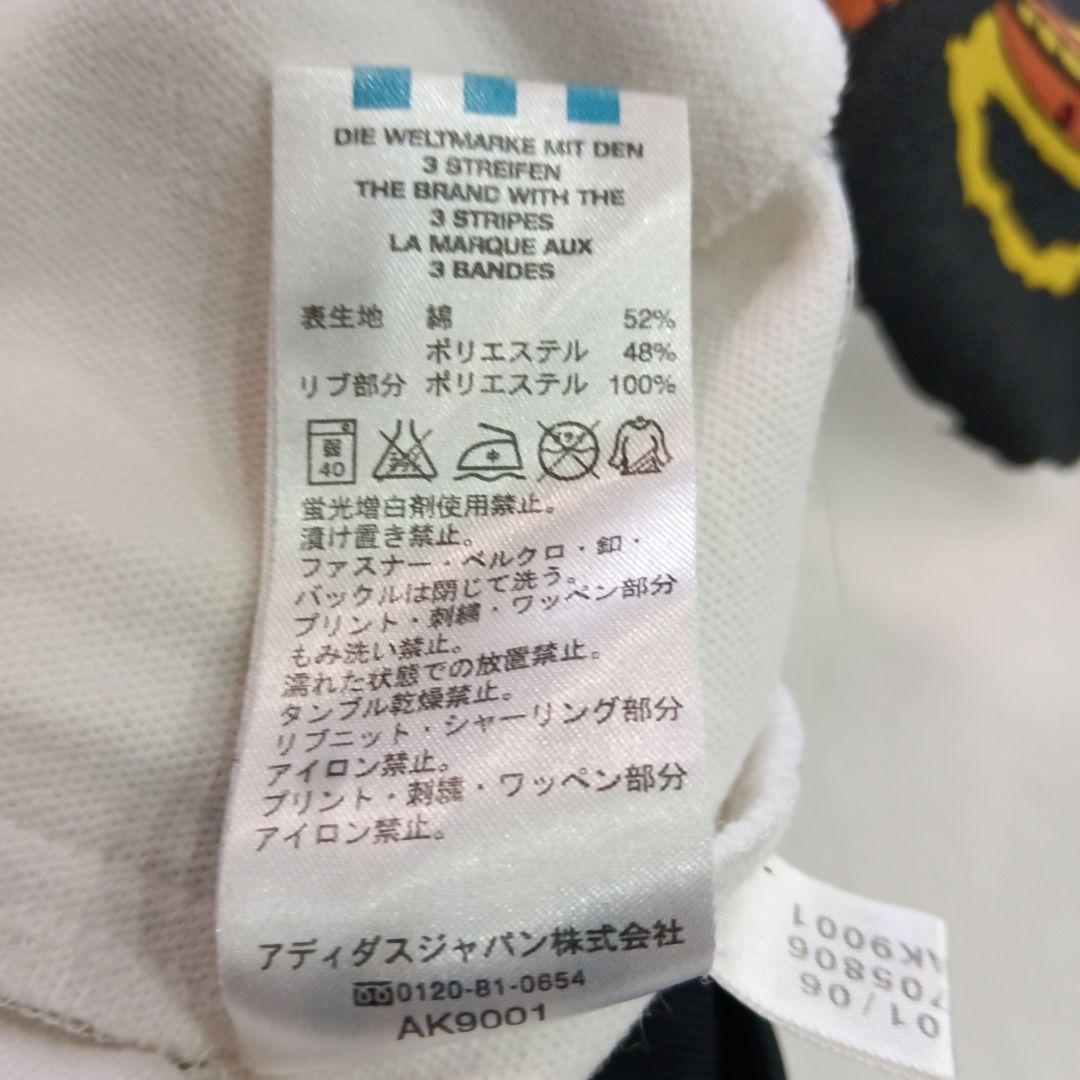 DIE WELTMARKE MIT DEN
3 STREIFEN
THE BRAND WITH THE
3 STRIPES
LA MARQUE AUX
3 BANDES
表生地 綿 52%
ポリエステル 48%
リブ部分 ポリエステル 100%
弱
40
中
蛍光増白剤使用禁止。
漬け置き禁止。
ファスナー・ベルクロ・釦・
バックルは閉じて洗う。
プリント・刺繍・ワッペン部分
もみ洗い禁止。
濡れた状態での放置禁止。
タンブル乾燥禁止。
リブニット・シャーリング部分
アイロン禁止。
プリント・刺繍・ワッペン部分
アイロン禁止。
アディダスジャパン株式会社
0120-81-0654
AK9001
01/06
705806
AK9001